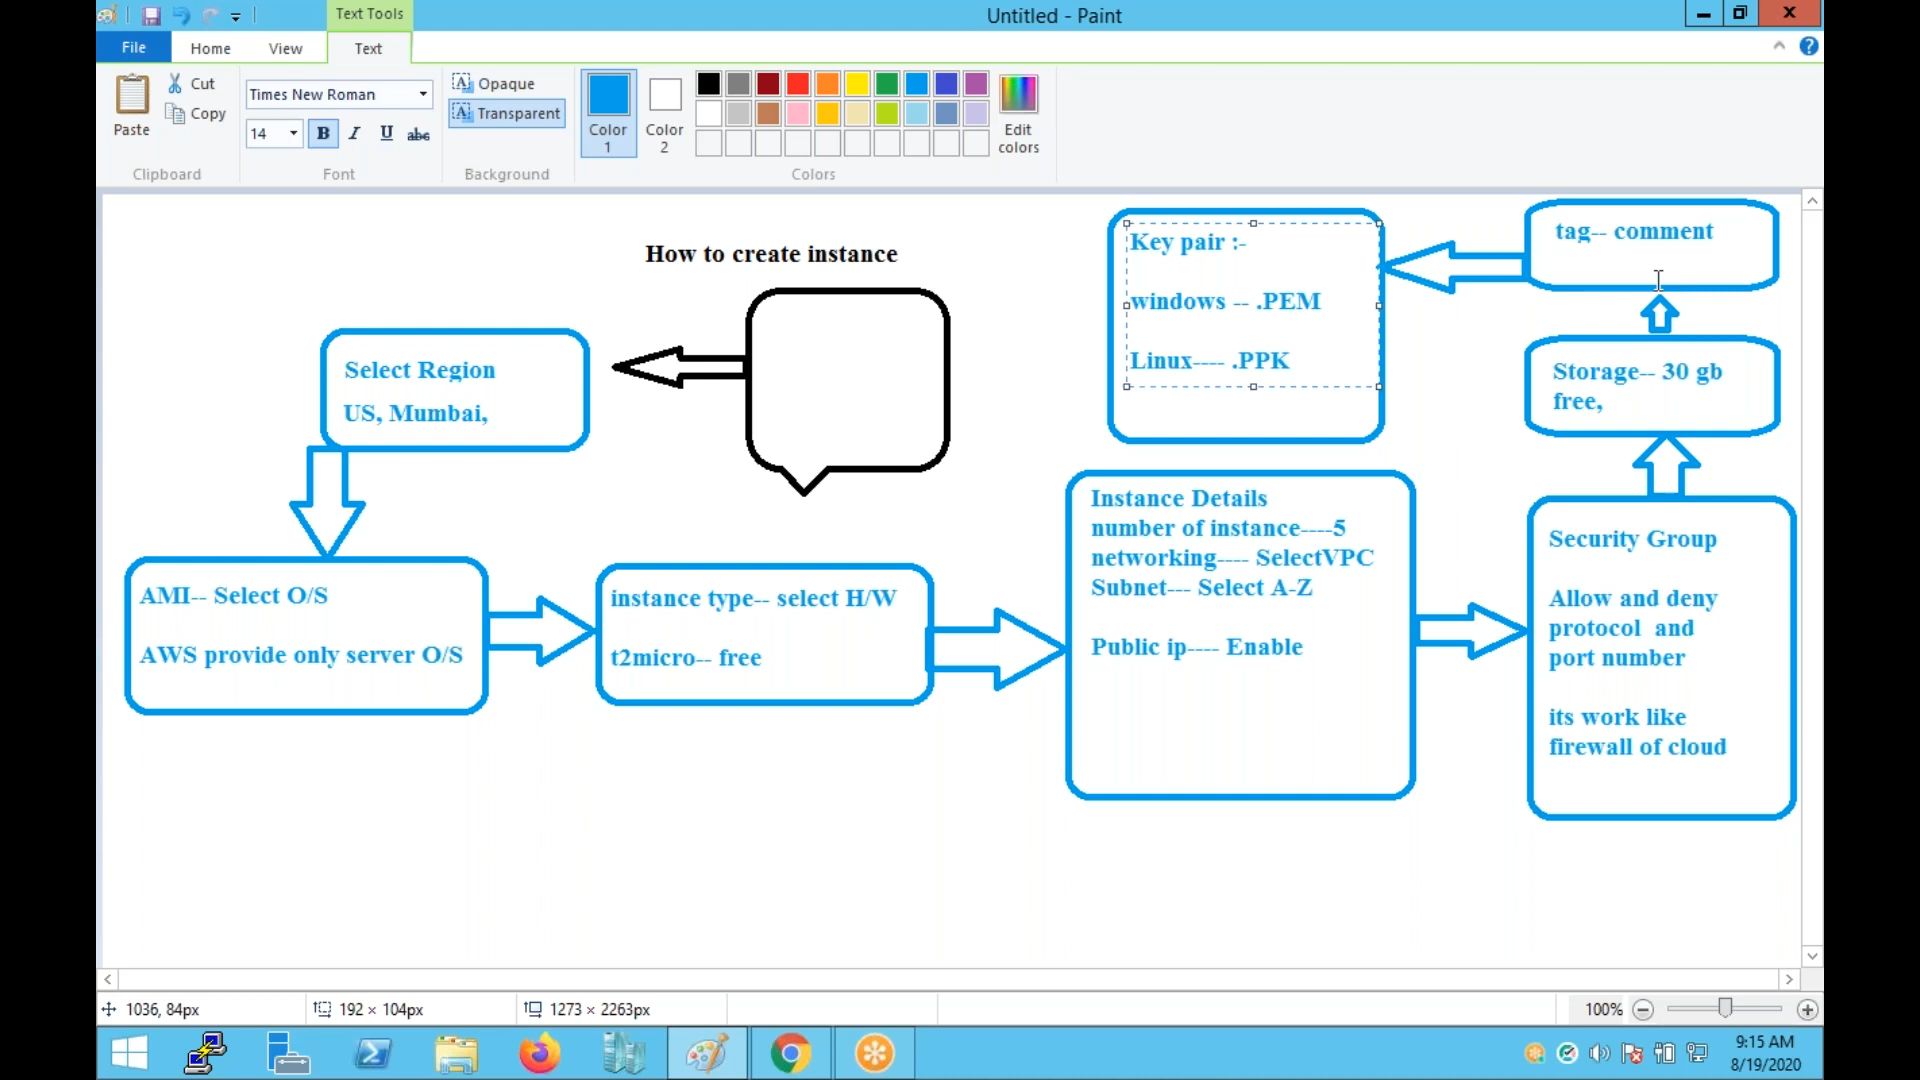 Text Tools
Untitled - Paint
File
Home
View
Text
Paste
Cut
Copy
Clipboard
Times New Roman
14
B
I
U
abc
Font
Opaque
Transparent
Background
Color
1
Color
2
Edit
colors
Colors
How to create instance
Select Region
US, Mumbai,
AMI-- Select O/S
AWS provide only server O/S
instance type-- select H/W
t2micro-- free
Instance Details
number of instance----5
networking---- SelectVPC
Subnet--- Select A-Z
Public ip---- Enable
Security Group
Allow and deny
protocol  and
port number
its work like
firewall of cloud
Storage-- 30 gb
free,
tag-- comment
Key pair :-
windows -- .PEM
Linux---- .PPK
1036, 84px
192 × 104px
1273 × 2263px
100%
9:15 AM
8/19/2020